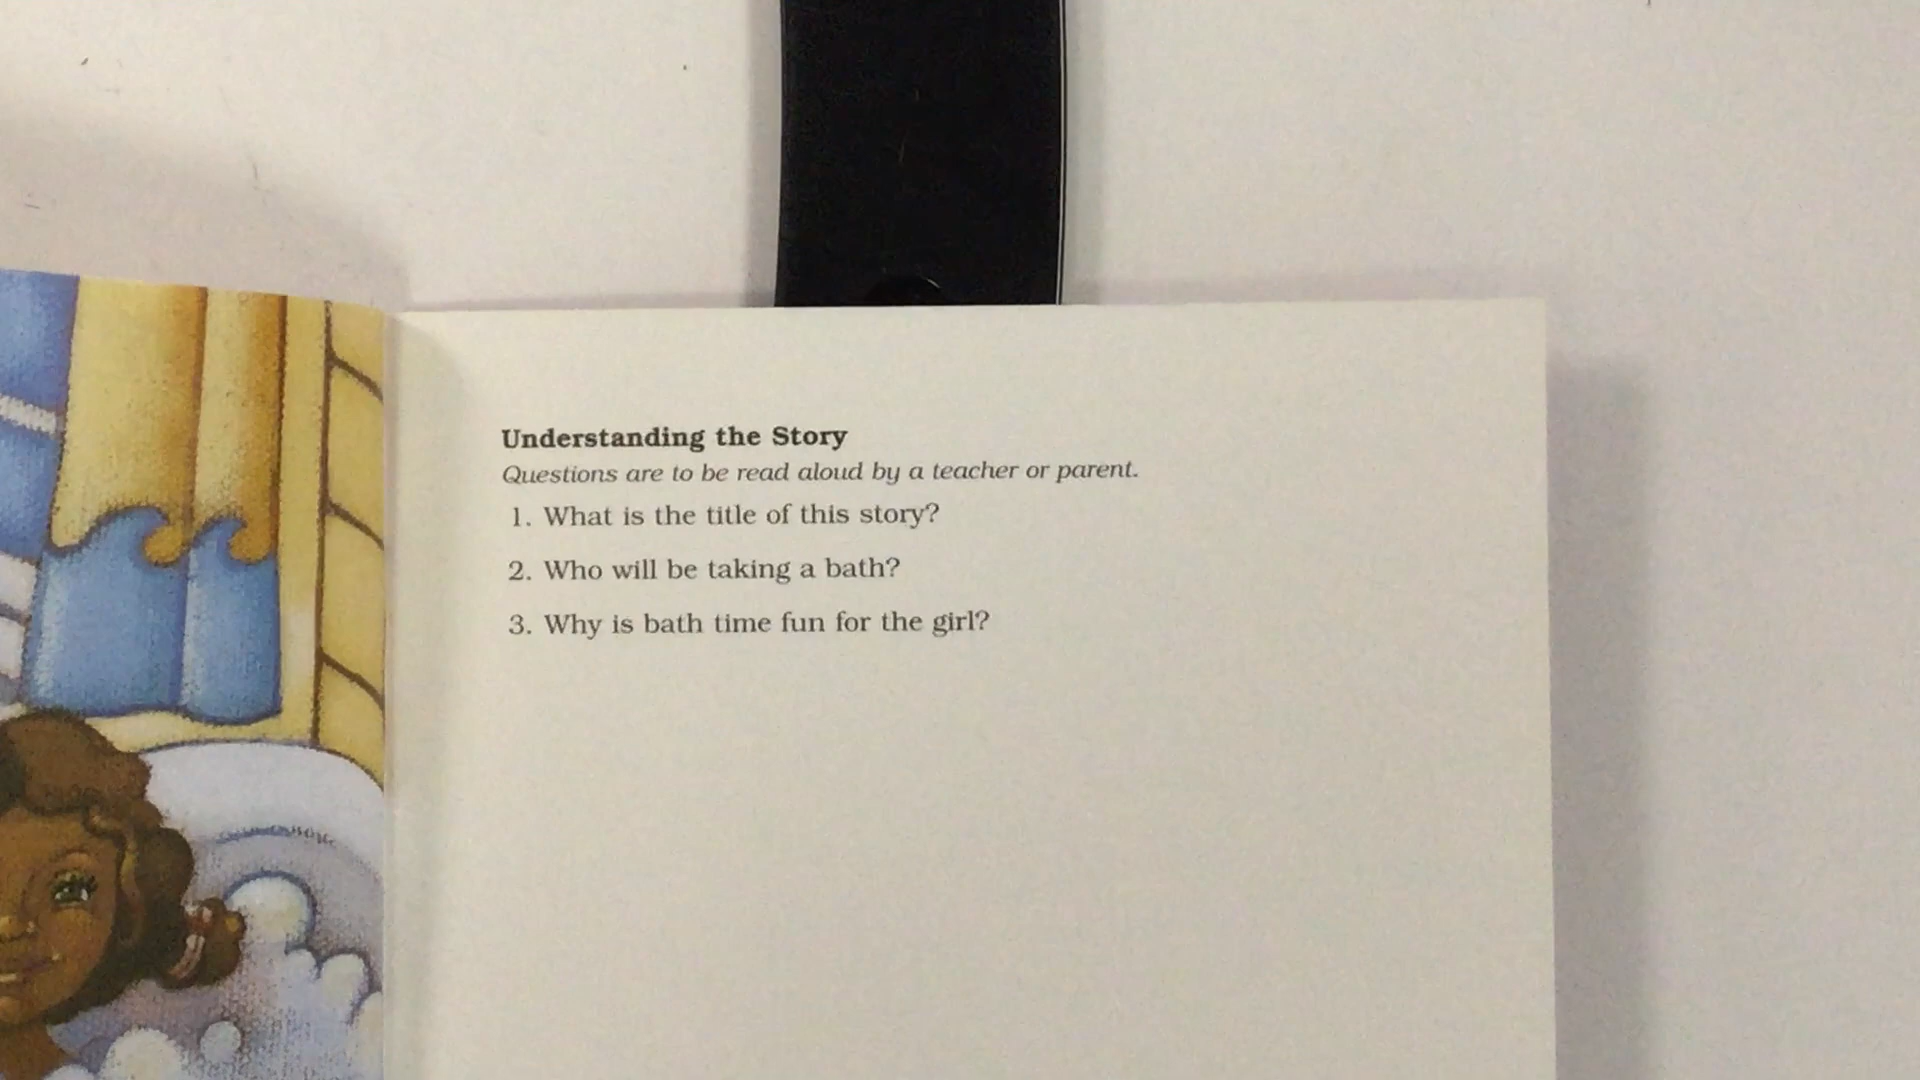 Understanding the Story
Questions are to be read aloud by a teacher or parent.
1. What is the title of this story?
2. Who will be taking a bath?
3. Why is bath time fun for the girl?